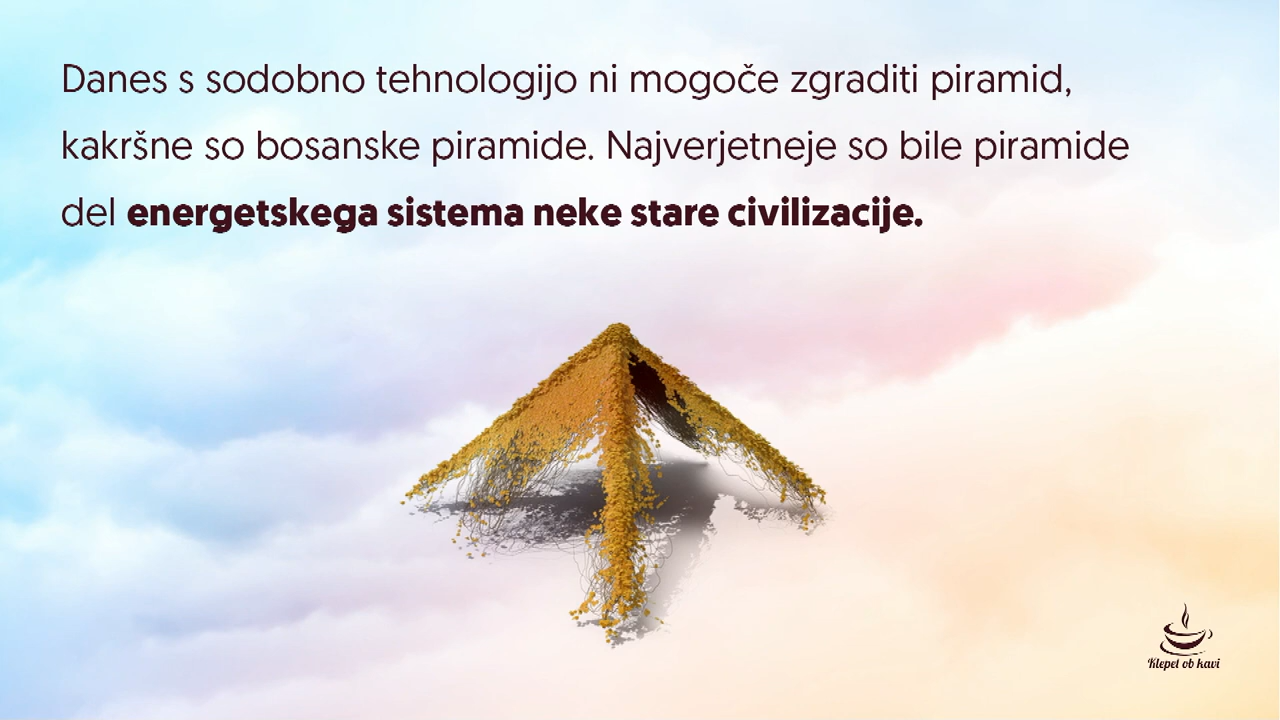 Danes s sodobno tehnologijo ni mogoče zgraditi piramid,
kakršne so bosanske piramide. Najverjetneje so bile piramide
del energetskega sistema neke stare civilizacije.
Klepet ob kavi